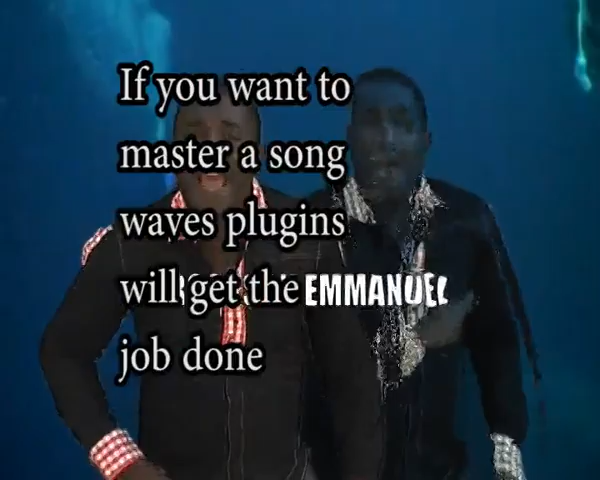 If you want to
master a song
waves plugins
will get the EMMANUEL
job done